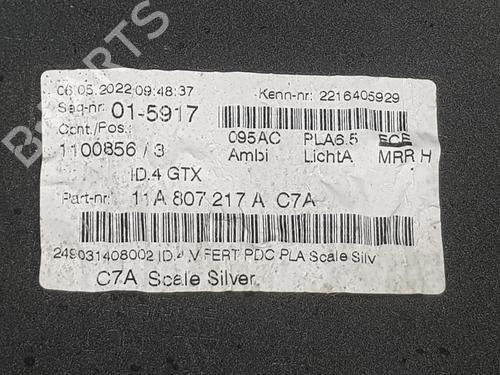 B PARTS
06.05.2022 09:48:37 Kenn-nr: 2216405929
Seq-nr: 01-5917
Cont./Pos.: 095AC PLA6.5 ECE
1100856 / 3 Ambi LichtA MRR H
ID.4 GTX
Part-nr: 11A 807 217 A C7A
249031408002 ID.4 V FERT PDC PLA Scale Silv
C7A Scale Silver